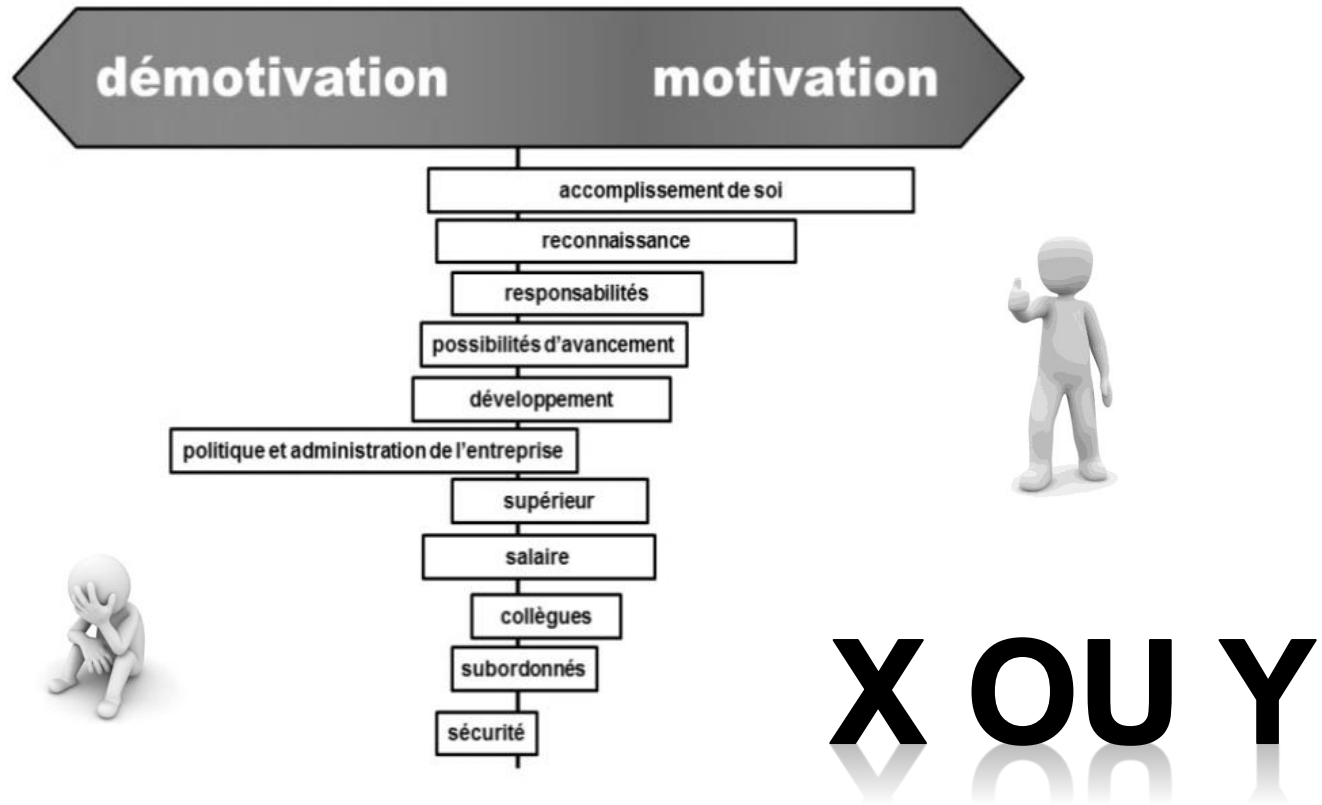 démotivation motivation
accomplissement de soi
reconnaissance
responsabilités
possibilités d'avancement
développement
politique et administration de l'entreprise
supérieur
salaire
collègues
subordonnés
sécurité
X OU Y